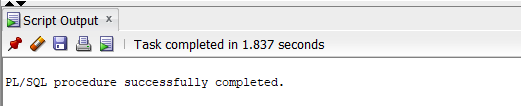 Script Output x
Task completed in 1.837 seconds
PL/SQL procedure successfully completed.